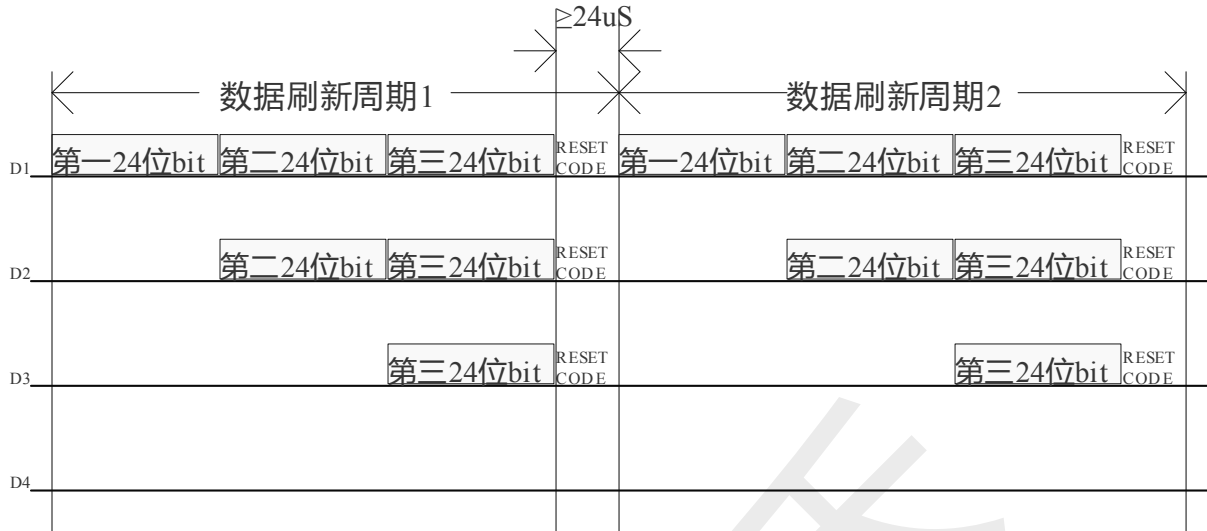 ≥24uS
数据刷新周期1 数据刷新周期2
D1 第一24位bit 第二24位bit 第三24位bit RESET CODE 第一24位bit 第二24位bit 第三24位bit RESET CODE
D2 第二24位bit 第三24位bit RESET CODE 第二24位bit 第三24位bit RESET CODE
D3 第三24位bit RESET CODE 第三24位bit RESET CODE
D4